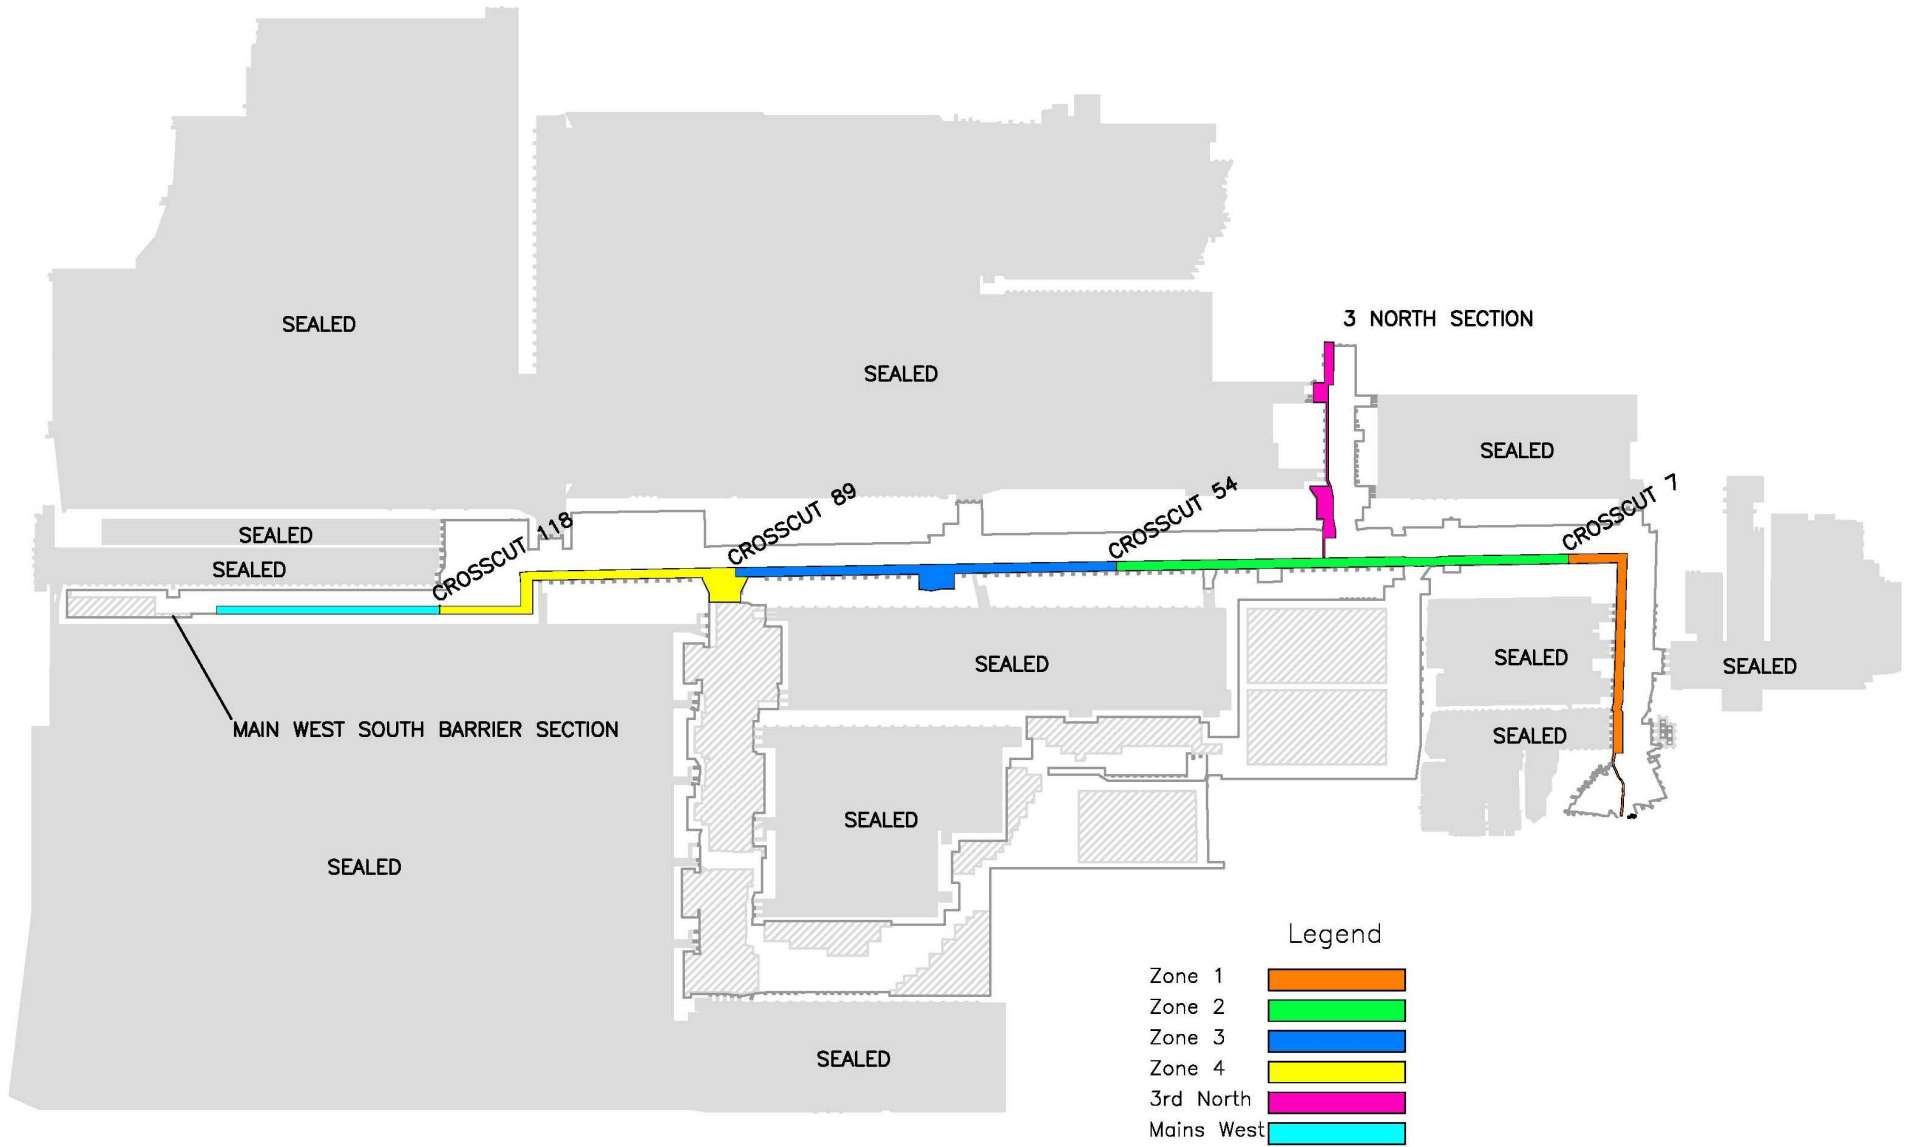 SEALED
3 NORTH SECTION
SEALED
SEALED
CROSSCUT 7
CROSSCUT 54
CROSSCUT 89
CROSSCUT 118
SEALED
SEALED
SEALED
SEALED
SEALED
MAIN WEST SOUTH BARRIER SECTION
SEALED
SEALED
SEALED
SEALED
Legend
Zone 1
Zone 2
Zone 3
Zone 4
3rd North
Mains West